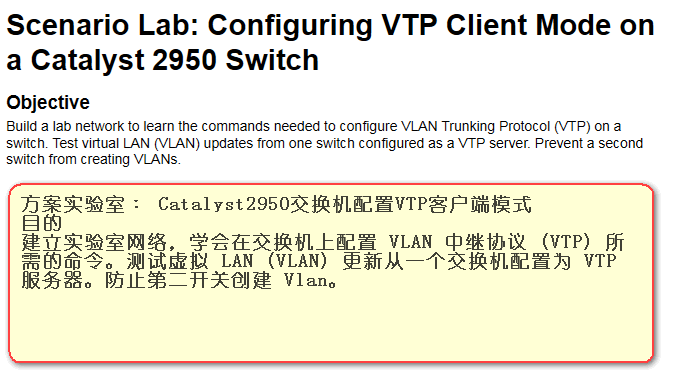 Scenario Lab: Configuring VTP Client Mode on
a Catalyst 2950 Switch
Objective
Build a lab network to learn the commands needed to configure VLAN Trunking Protocol (VTP) on a
switch. Test virtual LAN (VLAN) updates from one switch configured as a VTP server. Prevent a second
switch from creating VLANs.
方案实验室： Catalyst2950交换机配置VTP客户端模式
目的
建立实验室网络，学会在交换机上配置 VLAN 中继协议 (VTP) 所
需的命令。测试虚拟 LAN (VLAN) 更新从一个交换机配置为 VTP
服务器。防止第二开关创建 Vlan。